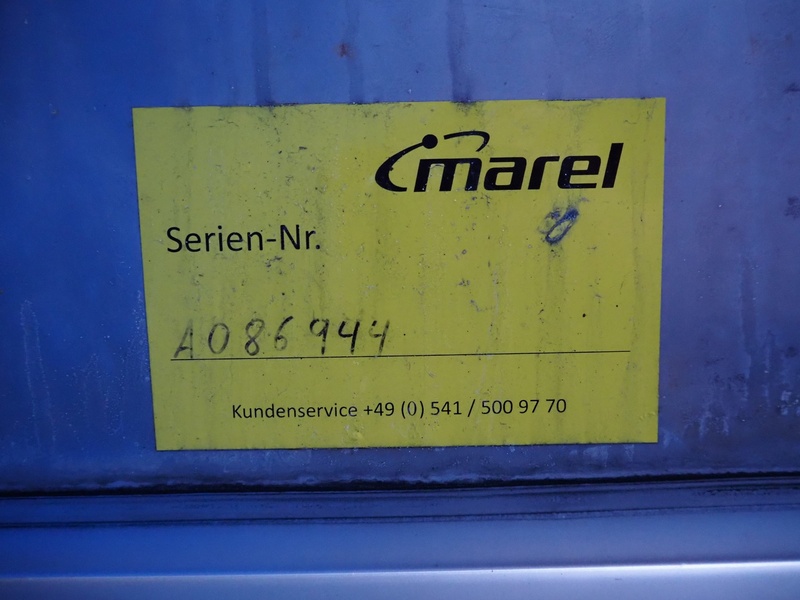 marel
Serien-Nr.
A086944
Kundenservice +49 (0) 541 / 500 97 70